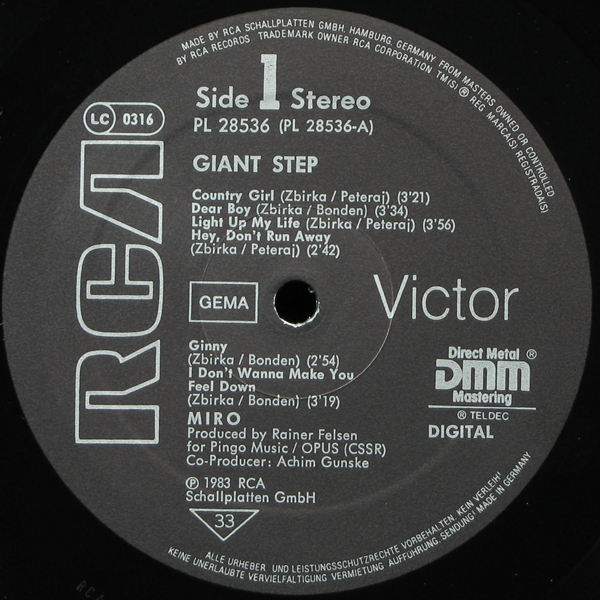 MADE BY RCA SCHALLPLATTEN GMBH, HAMBURG, GERMANY FROM MASTERS OWNED OR CONTROLLED
BY RCA RECORDS TRADEMARK OWNER RCA CORPORATION TM(S) ® REG. MARCA(S) REGISTRADA(S)
Side 1 Stereo
LC 0316
PL 28536 (PL 28536-A)
RCA
GIANT STEP
Country Girl (Zbirka / Peteraj) (3'21)
Dear Boy (Zbirka / Bonden) (3'34)
Light Up My Life (Zbirka / Peteraj) (3'56)
Hey, Don't Run Away
(Zbirka / Peteraj) (2'42)
GEMA
Victor
Ginny
(Zbirka / Bonden) (2'54)
I Don't Wanna Make You
Feel Down
(Zbirka / Bonden) (3'19)
Direct Metal ®
DMM
Mastering
® TELDEC
DIGITAL
MIRO
Produced by Rainer Felsen
for Pingo Music / OPUS (CSSR)
Co-Producer: Achim Gunske
℗ 1983 RCA
Schallplatten GmbH
33
ALLE URHEBER UND LEISTUNGSSCHUTZRECHTE VORBEHALTEN. KEIN VERLEIH!
KEINE UNERLAUBTE VERVIELFÄLTIGUNG, VERMIETUNG, AUFFÜHRUNG, SENDUNG! MADE IN GERMANY
RCA